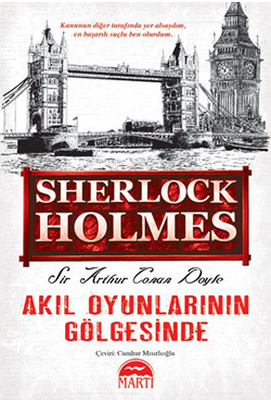 Kanunun diğer tarafında yer alsaydım,
en başarılı suçlu ben olurdum.
SHERLOCK
HOLMES
Sir Arthur Conan Doyle
AKIL OYUNLARININ
GÖLGESİNDE
Çeviri: Cumhur Mısırlıoğlu
MARTI